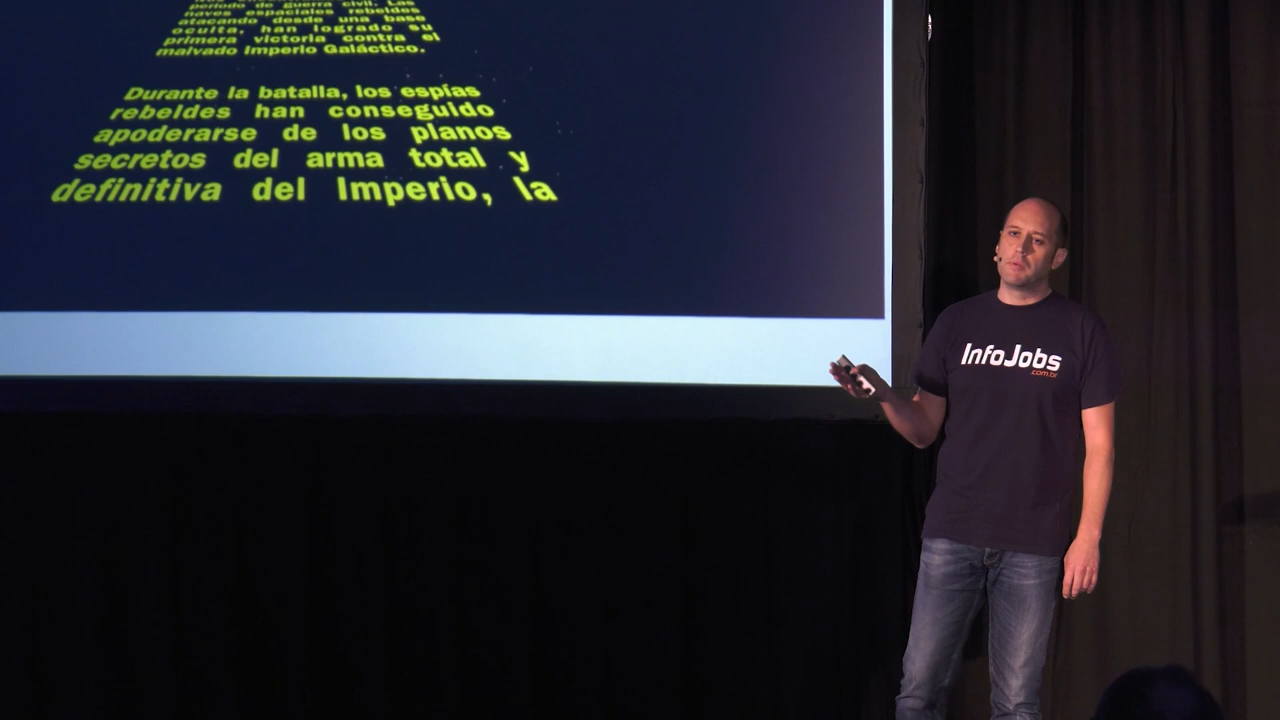 período de guerra civil. Las
naves espaciales rebeldes
atacando desde una base
oculta, han logrado su
primera victoria contra el
malvado Imperio Galáctico.
Durante la batalla, los espías
rebeldes han conseguido
apoderarse de los planos
secretos del arma total y
definitiva del Imperio, la
InfoJobs
.com.br